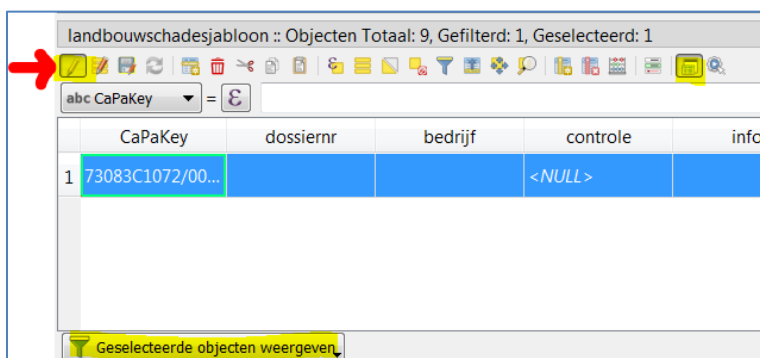 landbouwschadesjabloon :: Objecten Totaal: 9, Gefilterd: 1, Geselecteerd: 1
abc CaPaKey = ε
CaPaKey dossiernr bedrijf controle info
1 73083C1072/00... <NULL>
Geselecteerde objecten weergeven